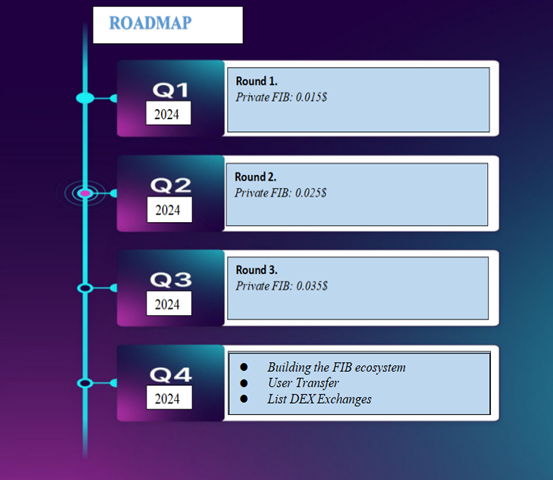 ROADMAP
Q1
2024
Round 1.
Private FIB: 0.015$
Q2
2024
Round 2.
Private FIB: 0.025$
Q3
2024
Round 3.
Private FIB: 0.035$
Q4
2024
● Building the FIB ecosystem
● User Transfer
● List DEX Exchanges